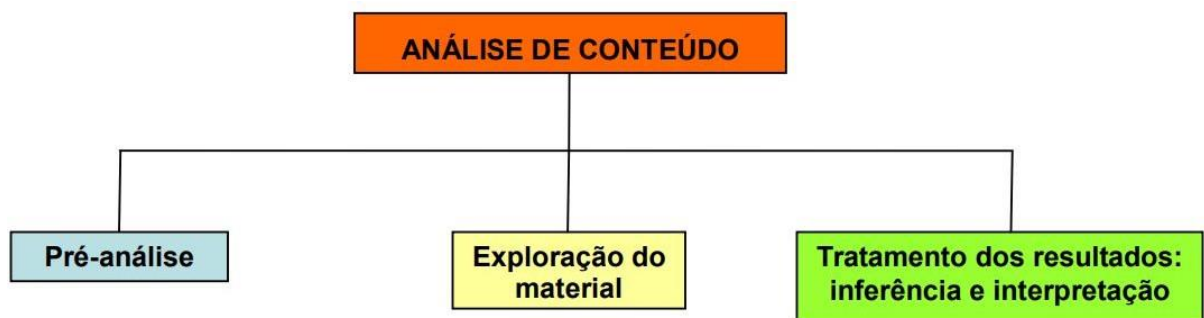 ANÁLISE DE CONTEÚDO
Pré-análise
Exploração do
material
Tratamento dos resultados:
inferência e interpretação